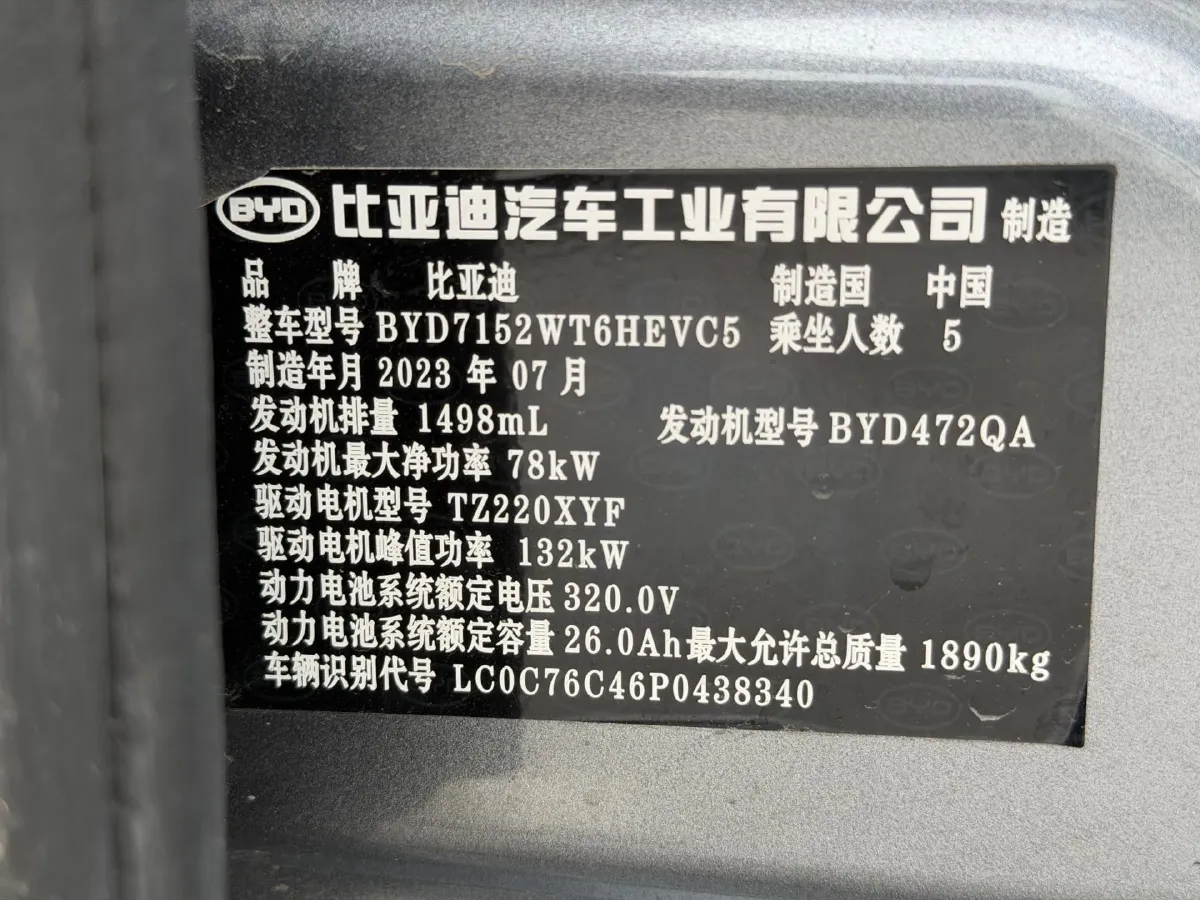 BYD 比亚迪汽车工业有限公司 制造
品 牌 比亚迪 制造国 中国
整车型号 BYD7152WT6HEVC5 乘坐人数 5
制造年月 2023 年 07 月
发动机排量 1498mL 发动机型号 BYD472QA
发动机最大净功率 78kW
驱动电机型号 TZ220XYF
驱动电机峰值功率 132kW
动力电池系统额定电压 320.0V
动力电池系统额定容量 26.0Ah 最大允许总质量 1890kg
车辆识别代号 LC0C76C46P0438340